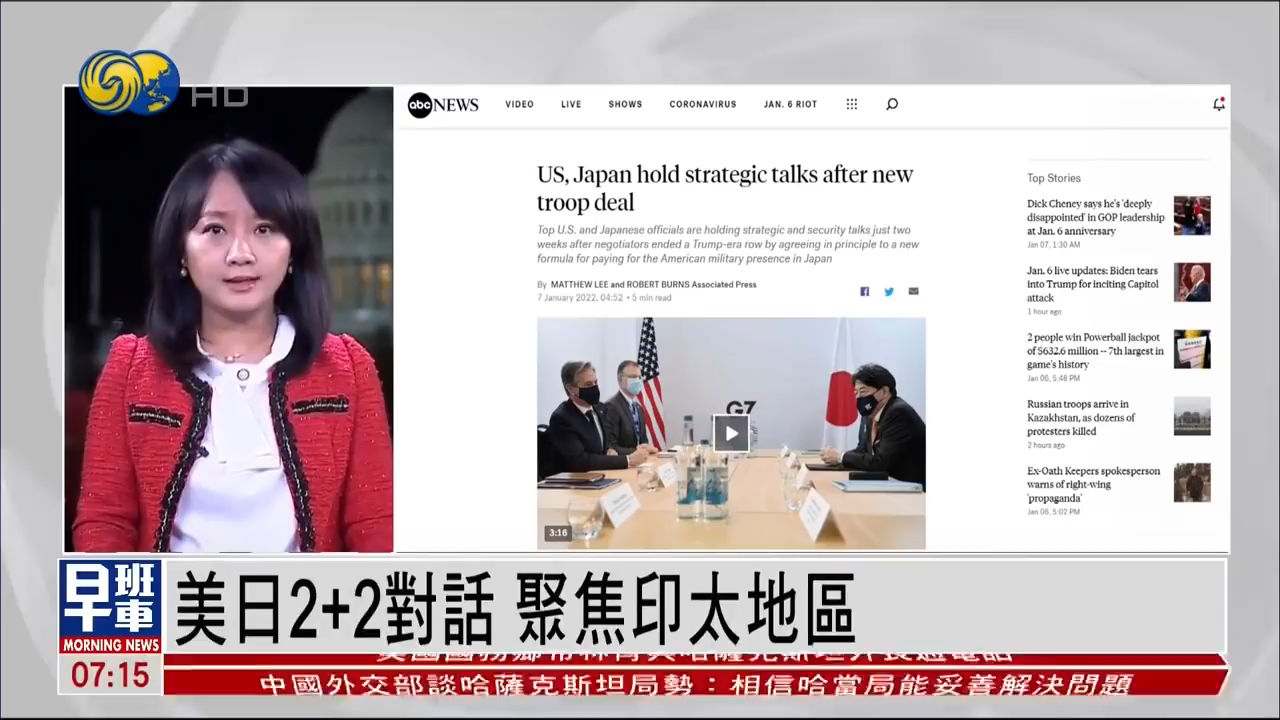 HD
abc NEWS VIDEO LIVE SHOWS CORONAVIRUS JAN. 6 RIOT
US, Japan hold strategic talks after new
troop deal
Top U.S. and Japanese officials are holding strategic and security talks just two
weeks after negotiators ended a Trump-era row by agreeing in principle to a new
formula for paying for the American military presence in Japan
By MATTHEW LEE and ROBERT BURNS Associated Press
7 January 2022, 04:52 • 5 min read
G7
3:16
Top Stories
Dick Cheney says he's 'deeply
disappointed' in GOP leadership
at Jan. 6 anniversary
Jan 07, 1:30 AM
Jan. 6 live updates: Biden tears
into Trump for inciting Capitol
attack
1 hour ago
2 people win Powerball jackpot
of $632.6 million -- 7th largest in
game's history
Jan 06, 5:48 PM
Russian troops arrive in
Kazakhstan, as dozens of
protesters killed
2 hours ago
Ex-Oath Keepers spokesperson
warns of right-wing
'propaganda'
Jan 06, 5:02 PM
早班車
MORNING NEWS
美日2+2對話 聚焦印太地區
07:15
中國外交部談哈薩克斯坦局勢：相信哈當局能妥善解決問題